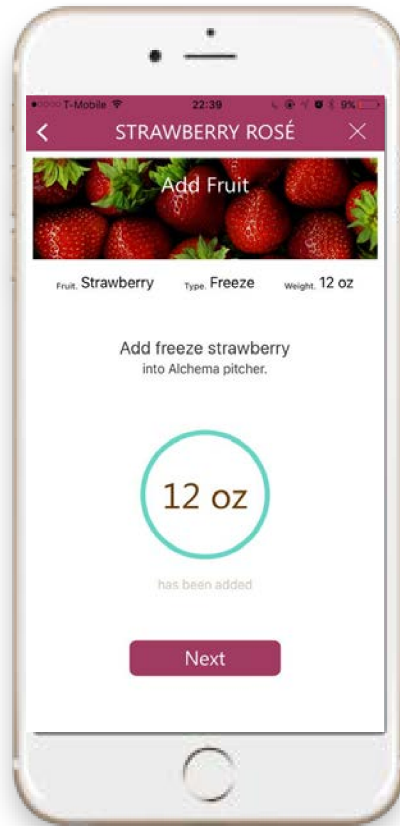 T-Mobile 22:39 9%
STRAWBERRY ROSÉ
Add Fruit
Fruit. Strawberry Type. Freeze Weight. 12 oz
Add freeze strawberry
into Alchema pitcher.
12 oz
has been added
Next